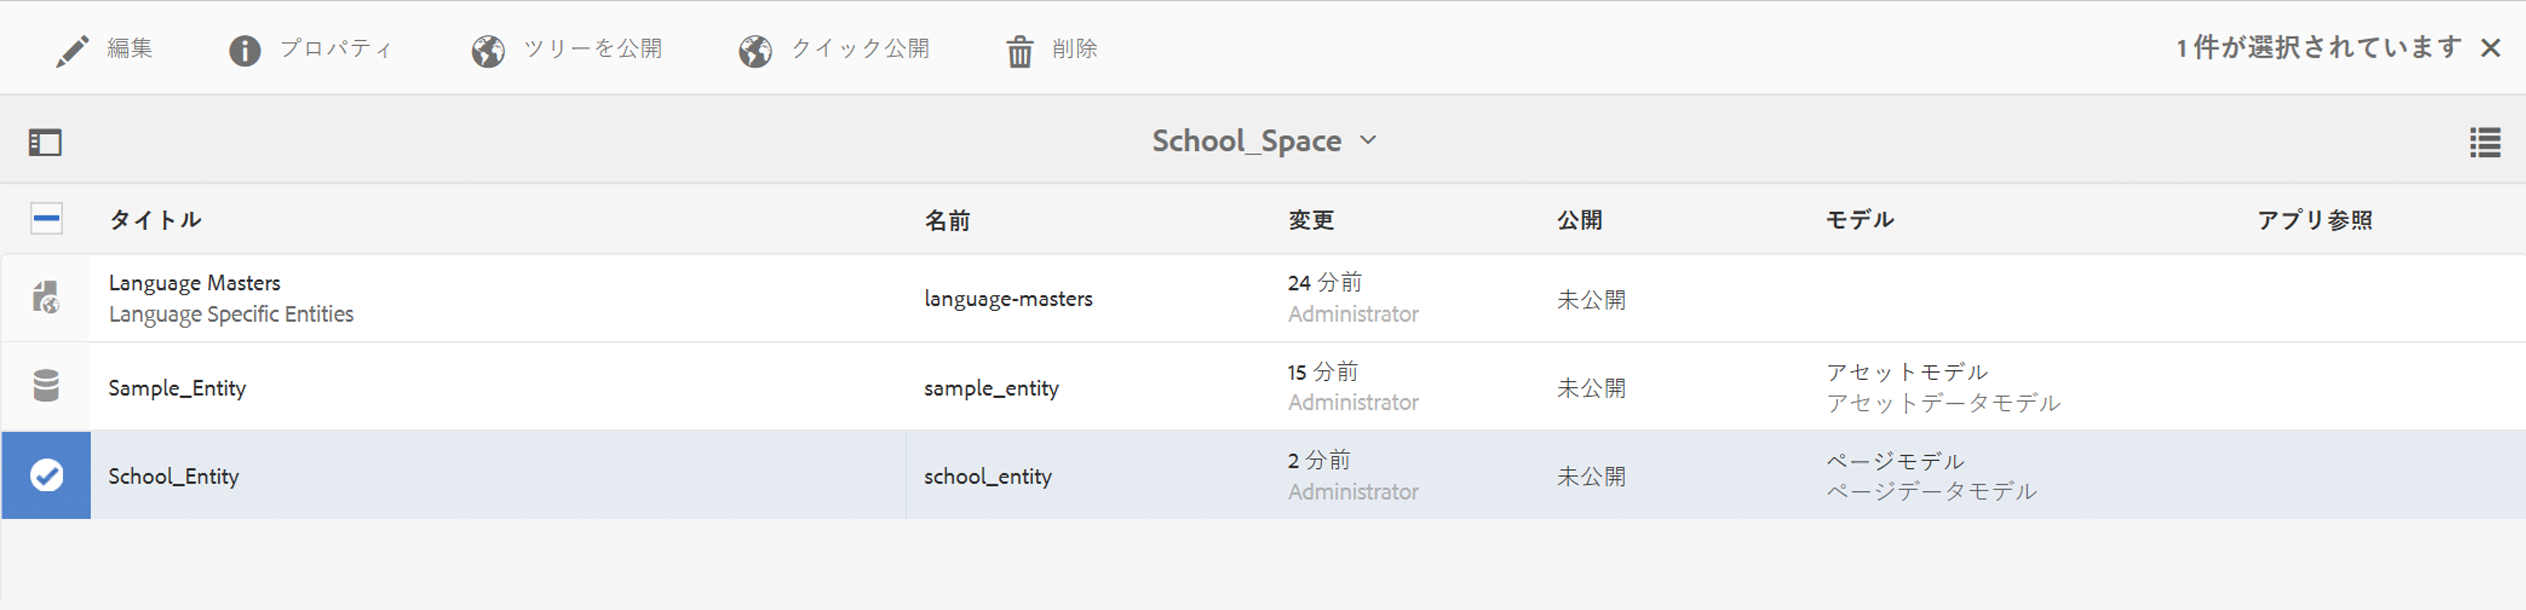 編集 プロパティ ツリーを公開 クイック公開 削除 1 件が選択されています
School_Space
タイトル 名前 変更 公開 モデル アプリ参照
Language Masters
Language Specific Entities
language-masters
24 分前
Administrator
未公開
Sample_Entity
sample_entity
15 分前
Administrator
未公開
アセットモデル
アセットデータモデル
School_Entity
school_entity
2 分前
Administrator
未公開
ページモデル
ページデータモデル